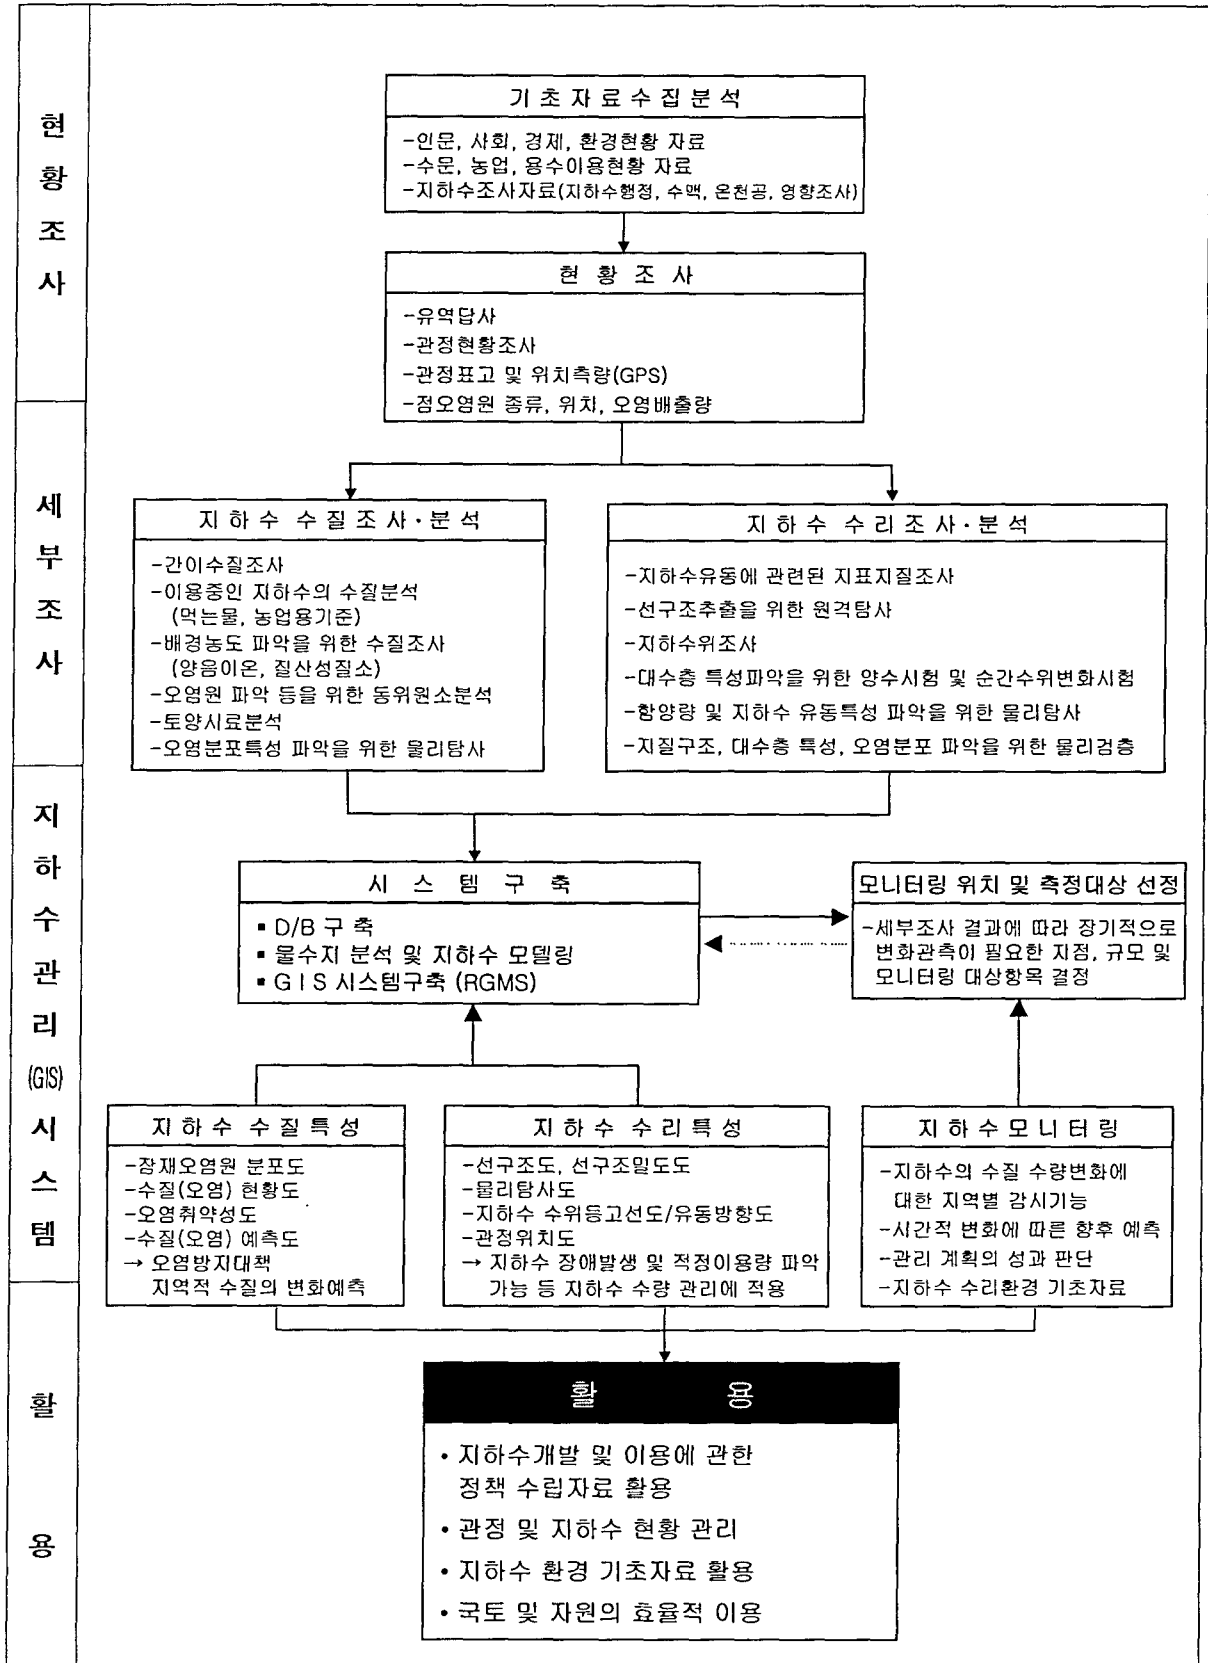 현
황
조
사
기 초 자 료 수 집 분 석
-인문, 사회, 경제, 환경현황 자료
-수문, 농업, 용수이용현황 자료
-지하수조사자료(지하수행정, 수맥, 온천공, 영향조사)
현 황 조 사
-유역답사
-관정현황조사
-관정표고 및 위치측량(GPS)
-점오염원 종류, 위치, 오염배출량
세
부
조
사
지 하 수 수 질 조 사 · 분 석
-간이수질조사
-이용중인 지하수의 수질분석
(먹는물, 농업용기준)
-배경농도 파악을 위한 수질조사
(양음이온, 질산성질소)
-오염원 파악 등을 위한 동위원소분석
-토양시료분석
-오염분포특성 파악을 위한 물리탐사
지 하 수 수 리 조 사 · 분 석
-지하수유동에 관련된 지표지질조사
-선구조추출을 위한 원격탐사
-지하수위조사
-대수층 특성파악을 위한 양수시험 및 순간수위변화시험
-함양량 및 지하수 유동특성 파악을 위한 물리탐사
-지질구조, 대수층 특성, 오염분포 파악을 위한 물리검층
지
하
수
관
리
(GIS)
시
스
템
시 스 템 구 축
▪ D/B 구 축
▪ 물수지 분석 및 지하수 모델링
▪ G I S 시스템구축 (RGMS)
모니터링 위치 및 측정대상 선정
-세부조사 결과에 따라 장기적으로
변화관측이 필요한 지점, 규모 및
모니터링 대상항목 결정
지 하 수 수 질 특 성
-잠재오염원 분포도
-수질(오염) 현황도
-오염취약성도
-수질(오염) 예측도
→ 오염방지대책
지역적 수질의 변화예측
지 하 수 수 리 특 성
-선구조도, 선구조밀도도
-물리탐사도
-지하수 수위등고선도/유동방향도
-관정위치도
→ 지하수 장애발생 및 적정이용량 파악
가능 등 지하수 수량 관리에 적용
지 하 수 모 니 터 링
-지하수의 수질 수량변화에
대한 지역별 감시기능
-시간적 변화에 따른 향후 예측
-관리 계획의 성과 판단
-지하수 수리환경 기초자료
활
용
활 용
• 지하수개발 및 이용에 관한
정책 수립자료 활용
• 관정 및 지하수 현황 관리
• 지하수 환경 기초자료 활용
• 국토 및 자원의 효율적 이용